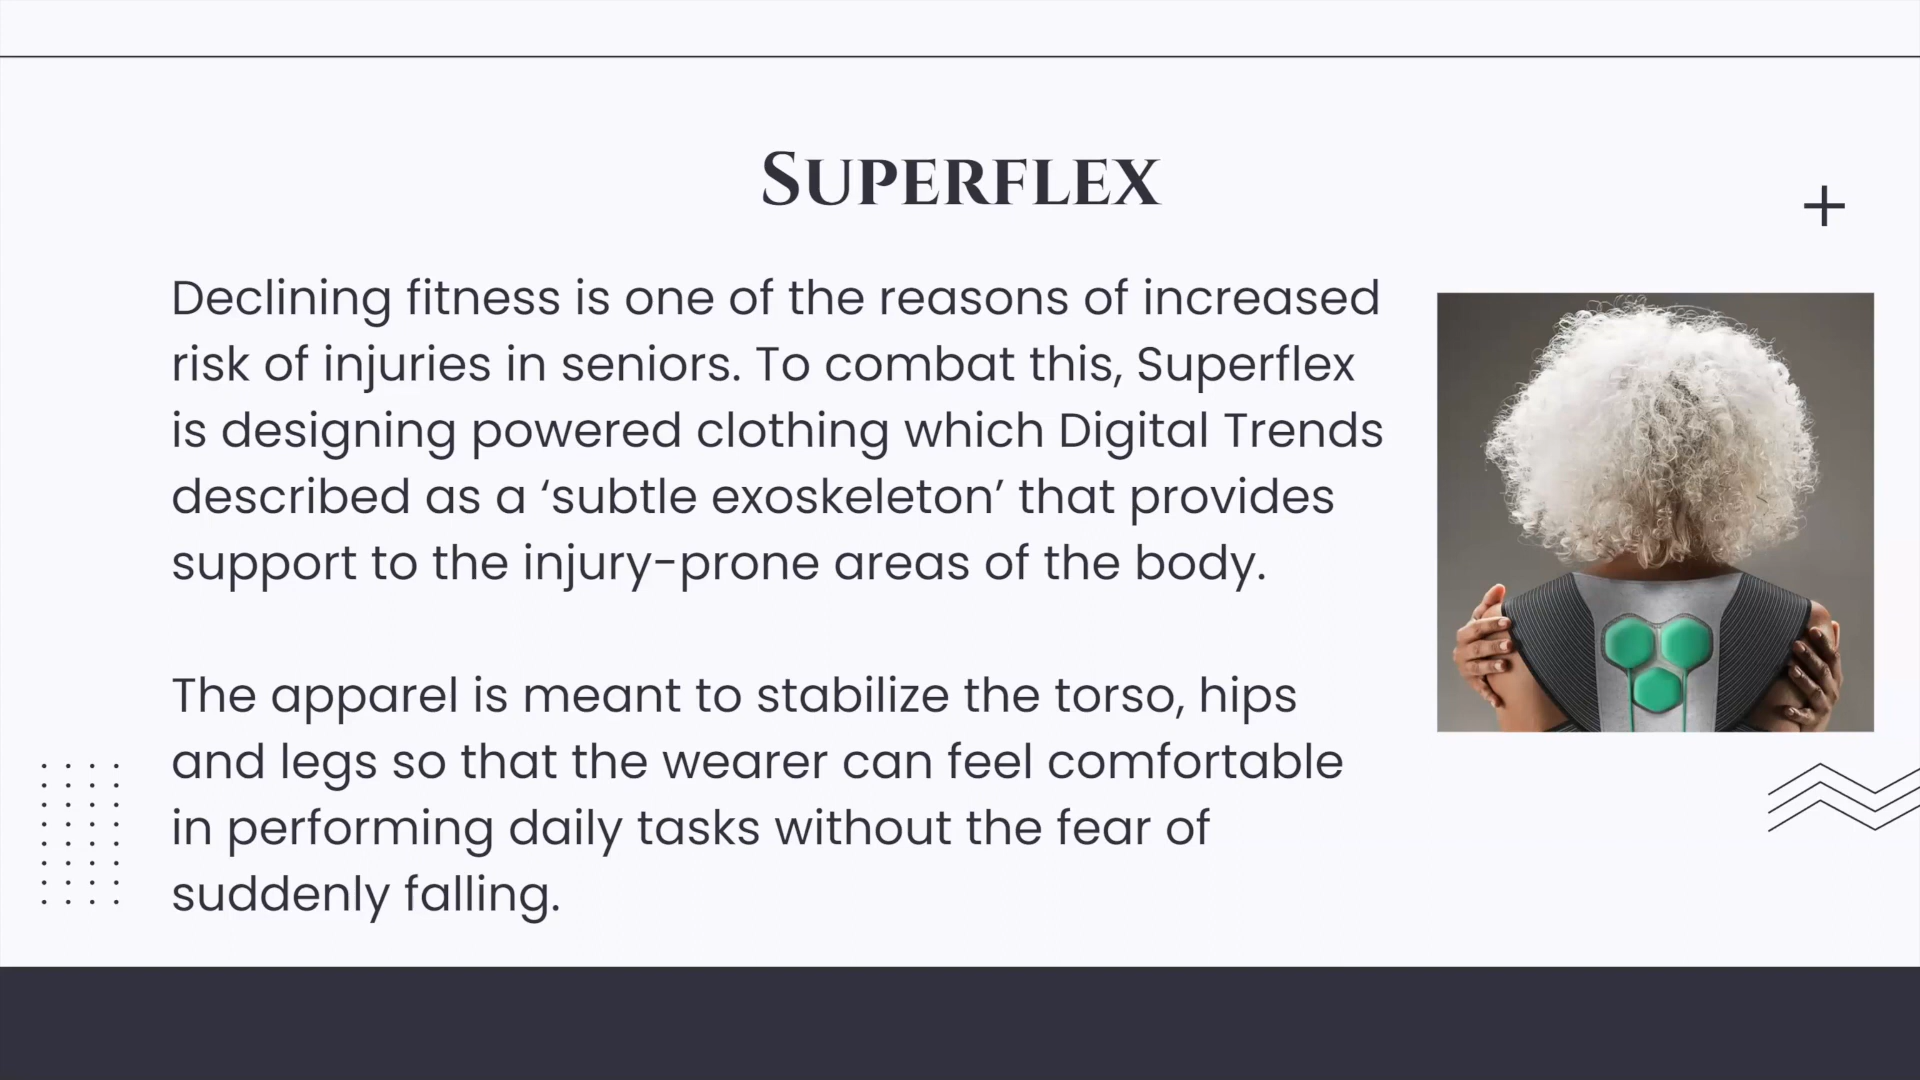 Superflex
Declining fitness is one of the reasons of increased
risk of injuries in seniors. To combat this, Superflex
is designing powered clothing which Digital Trends
described as a ‘subtle exoskeleton’ that provides
support to the injury-prone areas of the body.
The apparel is meant to stabilize the torso, hips
and legs so that the wearer can feel comfortable
in performing daily tasks without the fear of
suddenly falling.